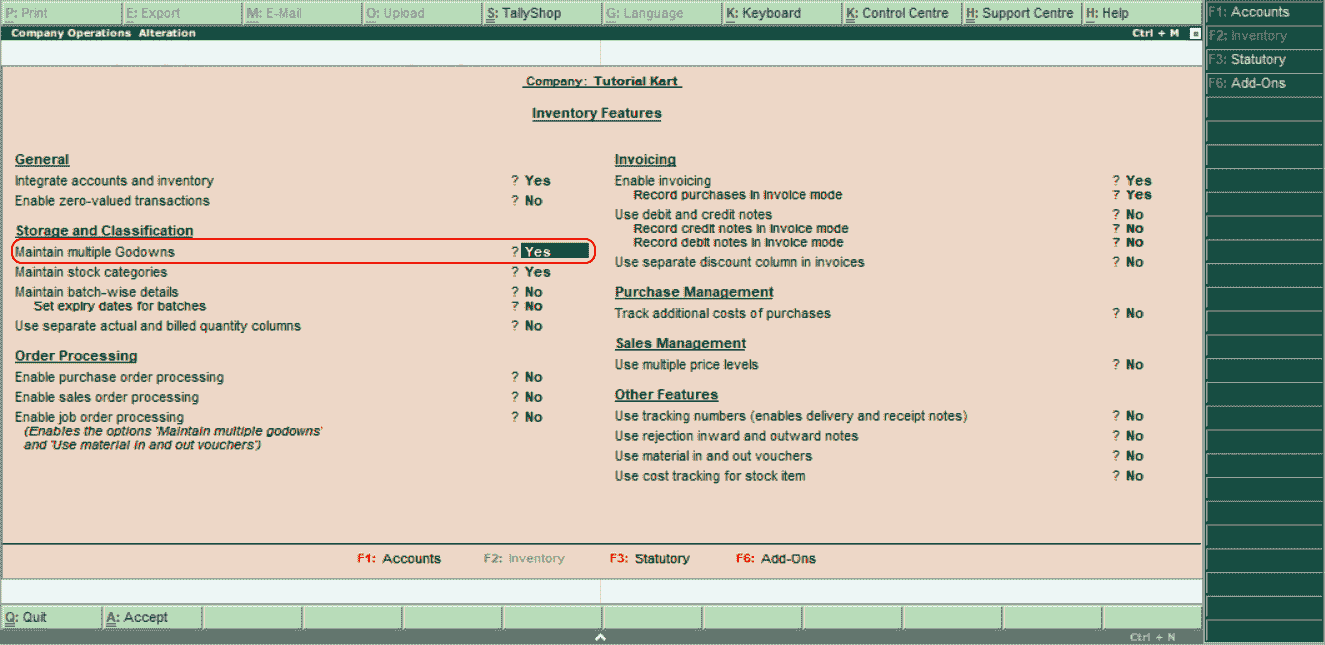 P: Print E: Export M: E-Mail O: Upload S: TallyShop G: Language K: Keyboard K: Control Centre H: Support Centre H: Help
F1: Accounts
F2: Inventory
F3: Statutory
F6: Add-Ons
Company Operations Alteration Ctrl + M
Company: Tutorial Kart
Inventory Features
General
Integrate accounts and inventory ? Yes
Enable zero-valued transactions ? No
Storage and Classification
Maintain multiple Godowns ? Yes
Maintain stock categories ? Yes
Maintain batch-wise details ? No
Set expiry dates for batches ? No
Use separate actual and billed quantity columns ? No
Order Processing
Enable purchase order processing ? No
Enable sales order processing ? No
Enable job order processing ? No
(Enables the options 'Maintain multiple godowns'
and 'Use material in and out vouchers')
Invoicing
Enable invoicing ? Yes
Record purchases in invoice mode ? Yes
Use debit and credit notes ? No
Record credit notes in invoice mode ? No
Record debit notes in invoice mode ? No
Use separate discount column in invoices ? No
Purchase Management
Track additional costs of purchases ? No
Sales Management
Use multiple price levels ? No
Other Features
Use tracking numbers (enables delivery and receipt notes) ? No
Use rejection inward and outward notes ? No
Use material in and out vouchers ? No
Use cost tracking for stock item ? No
F1: Accounts F2: Inventory F3: Statutory F6: Add-Ons
Q: Quit A: Accept
Ctrl + N